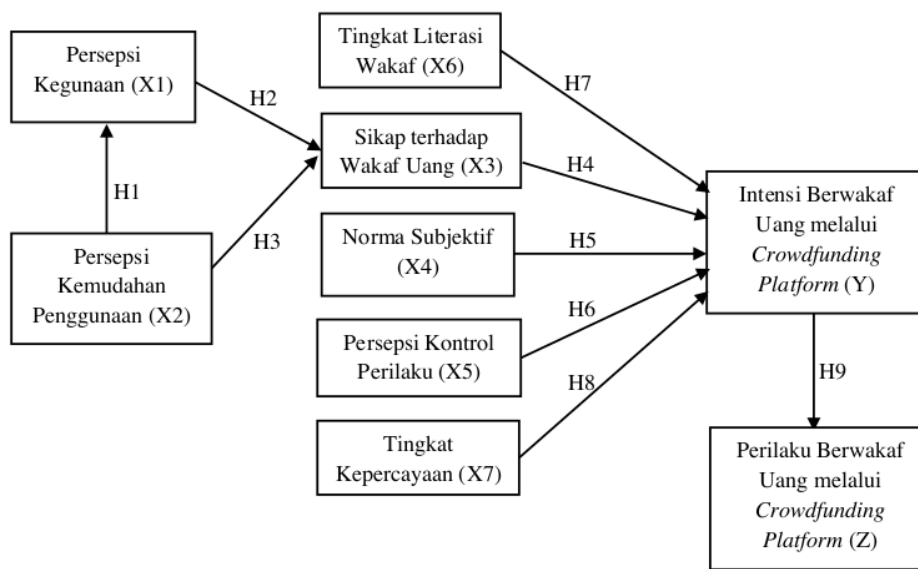 Persepsi
Kegunaan (X1)
H1
Persepsi
Kemudahan
Penggunaan (X2)
H2
H3
Tingkat Literasi
Wakaf (X6)
Sikap terhadap
Wakaf Uang (X3)
Norma Subjektif
(X4)
Persepsi Kontrol
Perilaku (X5)
Tingkat
Kepercayaan (X7)
H7
H4
H5
H6
H8
Intensi Berwakaf
Uang melalui
Crowdfunding
Platform (Y)
H9
Perilaku Berwakaf
Uang melalui
Crowdfunding
Platform (Z)